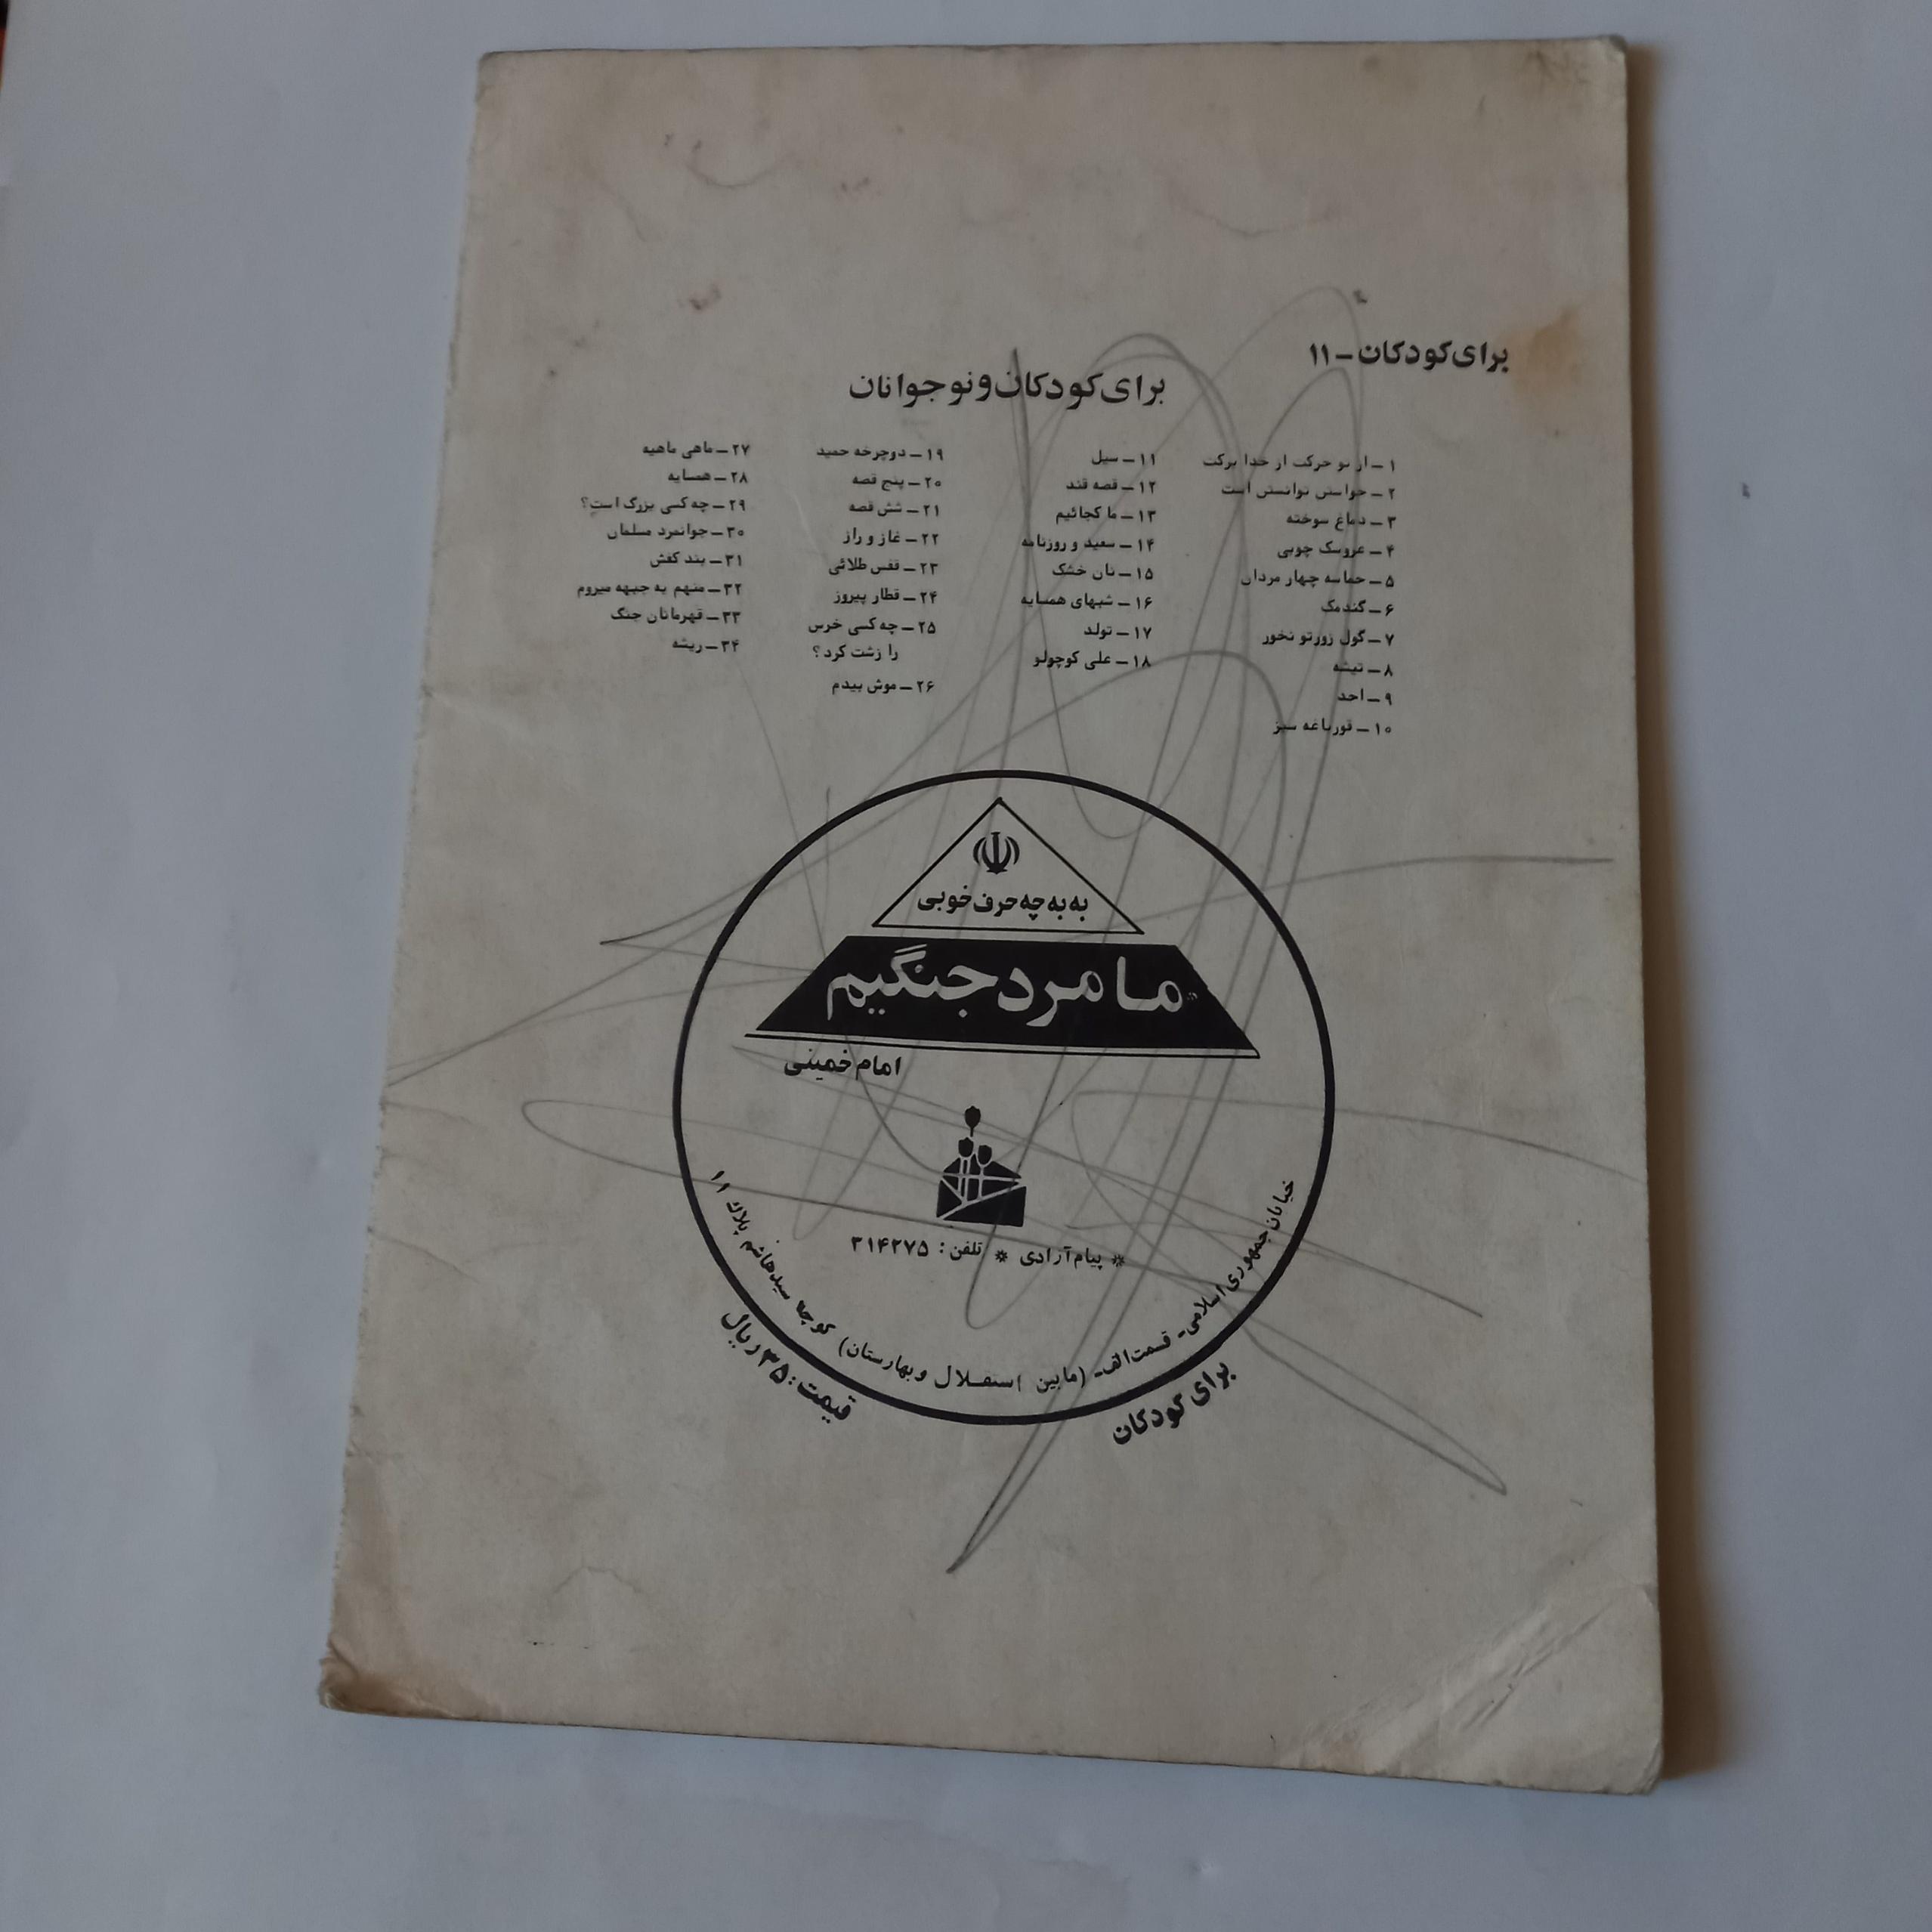 برای کودکان - ۱۱
برای کودکان و نوجوانان
۱ - از تو حرکت از خدا برکت
۲ - خواستن توانستن است
۳ - دماغ سوخته
۴ - عروسک چوبی
۵ - حماسه چهار مردان
۶ - گندمک
۷ - گول زورتو نخور
۸ - تیشه
۹ - احد
۱۰ - قورباغه سبز
۱۱ - سیل
۱۲ - قصه قند
۱۳ - ما کجائیم
۱۴ - سعید و روزنامه
۱۵ - نان خشک
۱۶ - شبهای همسایه
۱۷ - تولد
۱۸ - علی کوچولو
۱۹ - دوچرخه حمید
۲۰ - پنج قصه
۲۱ - شش قصه
۲۲ - غاز و راز
۲۳ - قفس طلائی
۲۴ - قطار پیروز
۲۵ - چه کسی خرس
را زشت کرد؟
۲۶ - موش بیدم
۲۷ - ماهی ماهیه
۲۸ - همسایه
۲۹ - چه کسی بزرگ است؟
۳۰ - جوانمرد مسلمان
۳۱ - بند کفش
۳۲ - منهم به جبهه میروم
۳۳ - قهرمانان جنگ
۳۴ - ریشه
به به چه حرف خوبی
ما مرد جنگیم
امام خمینی
* پیام آزادی * تلفن: ۳۱۴۲۷۵
خیابان جمهوری اسلامی - قسمت الف - (مابین استقلال و بهارستان) کوچه سیدهاشم پلاک ۱۸
برای کودکان
قیمت: ۳۵ ریال